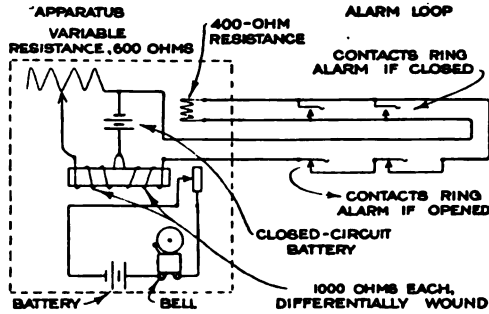 APPARATUS
VARIABLE
RESISTANCE, 600 OHMS
400-OHM
RESISTANCE
ALARM LOOP
CONTACTS RING
ALARM IF CLOSED
CONTACTS RING
ALARM IF OPENED
CLOSED-CIRCUIT
BATTERY
1000 OHMS EACH,
DIFFERENTIALLY WOUND
BATTERY
BELL